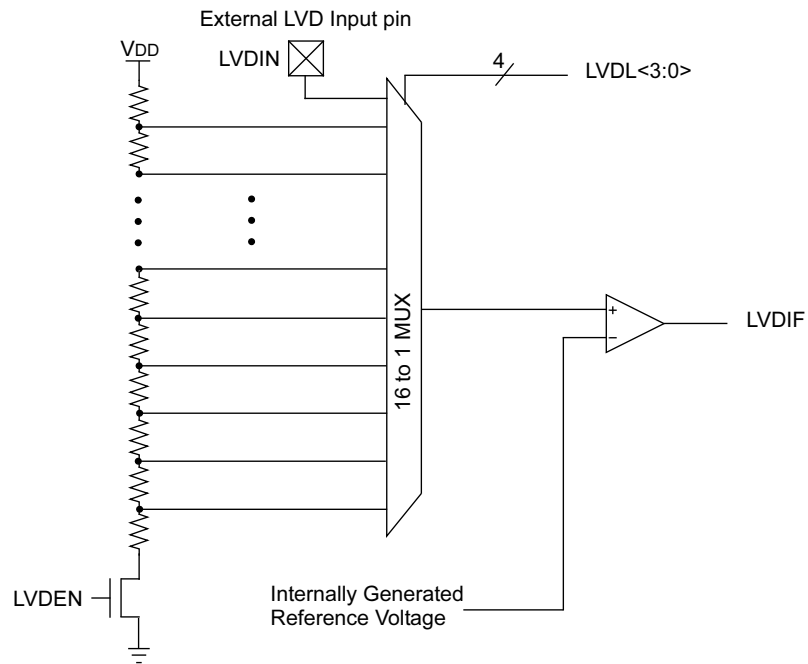 External LVD Input pin
VDD
LVDIN
4
LVDL<3:0>
16 to 1 MUX
+
–
LVDIF
LVDEN
Internally Generated
Reference Voltage